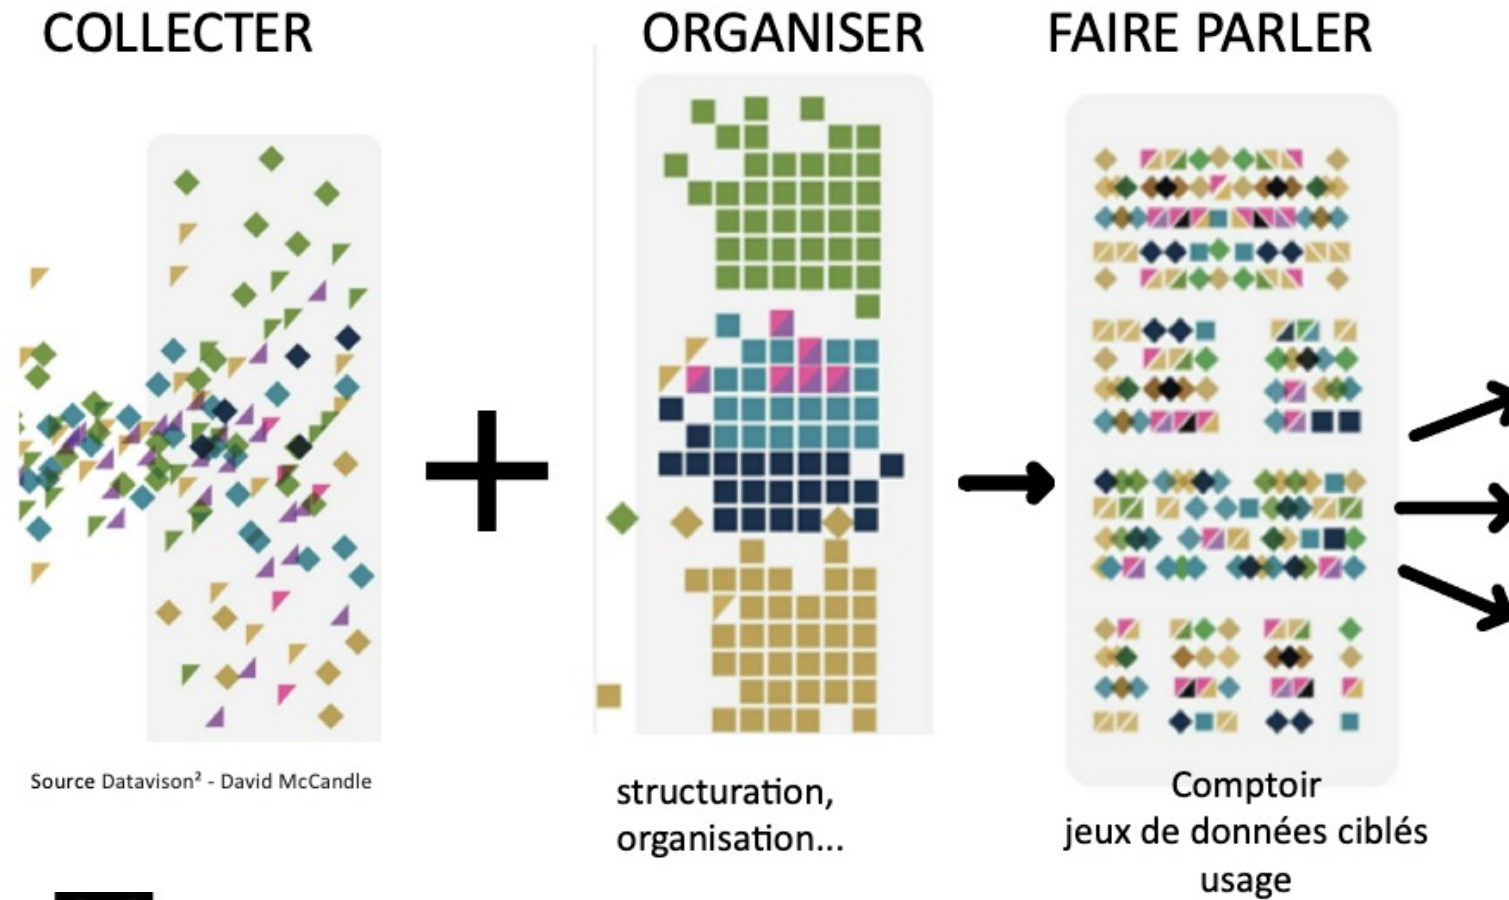 COLLECTER
ORGANISER
FAIRE PARLER
Source Datavison² - David McCandle
structuration,
organisation...
Comptoir
jeux de données ciblés
usage